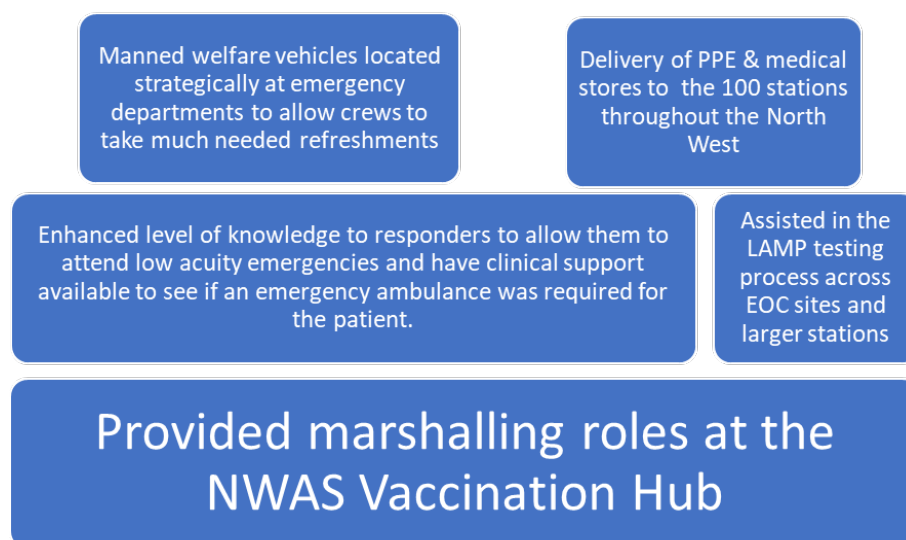 Manned welfare vehicles located
strategically at emergency
departments to allow crews to
take much needed refreshments
Delivery of PPE & medical
stores to the 100 stations
throughout the North
West
Enhanced level of knowledge to responders to allow them to
attend low acuity emergencies and have clinical support
available to see if an emergency ambulance was required for
the patient.
Assisted in the
LAMP testing
process across
EOC sites and
larger stations
Provided marshalling roles at the
NWAS Vaccination Hub